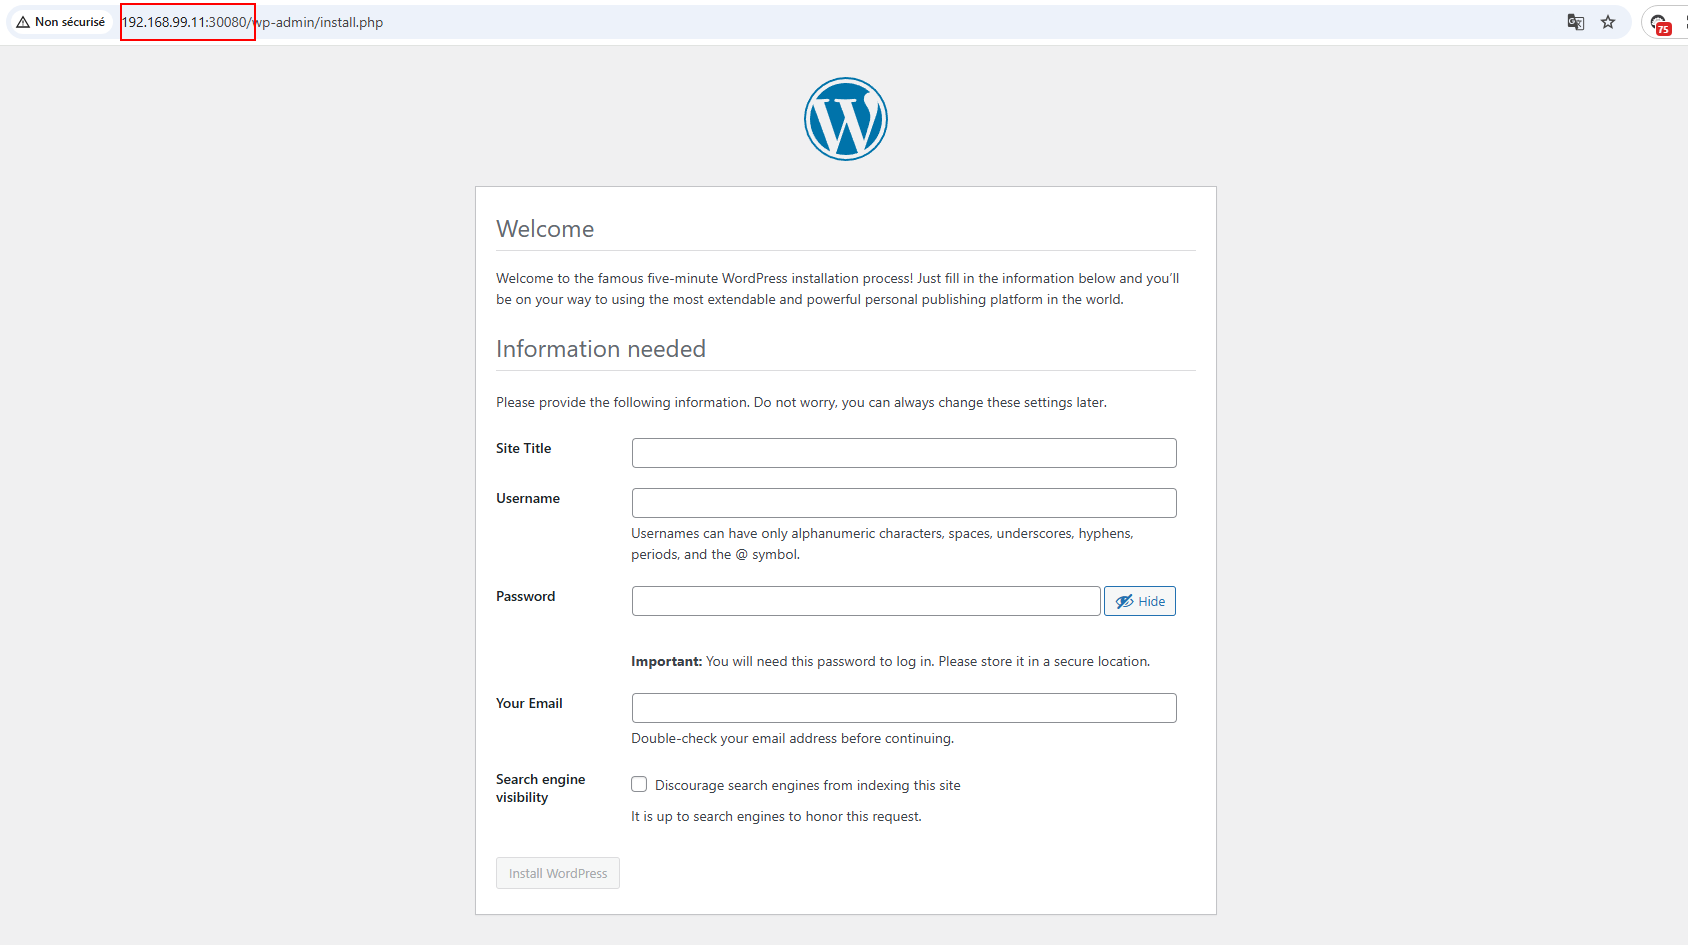 Non sécurisé 192.168.99.11:30080/wp-admin/install.php
75
Welcome
Welcome to the famous five-minute WordPress installation process! Just fill in the information below and you'll
be on your way to using the most extendable and powerful personal publishing platform in the world.
Information needed
Please provide the following information. Do not worry, you can always change these settings later.
Site Title
Username
Usernames can have only alphanumeric characters, spaces, underscores, hyphens,
periods, and the @ symbol.
Password
Hide
Important: You will need this password to log in. Please store it in a secure location.
Your Email
Double-check your email address before continuing.
Search engine
visibility
Discourage search engines from indexing this site
It is up to search engines to honor this request.
Install WordPress